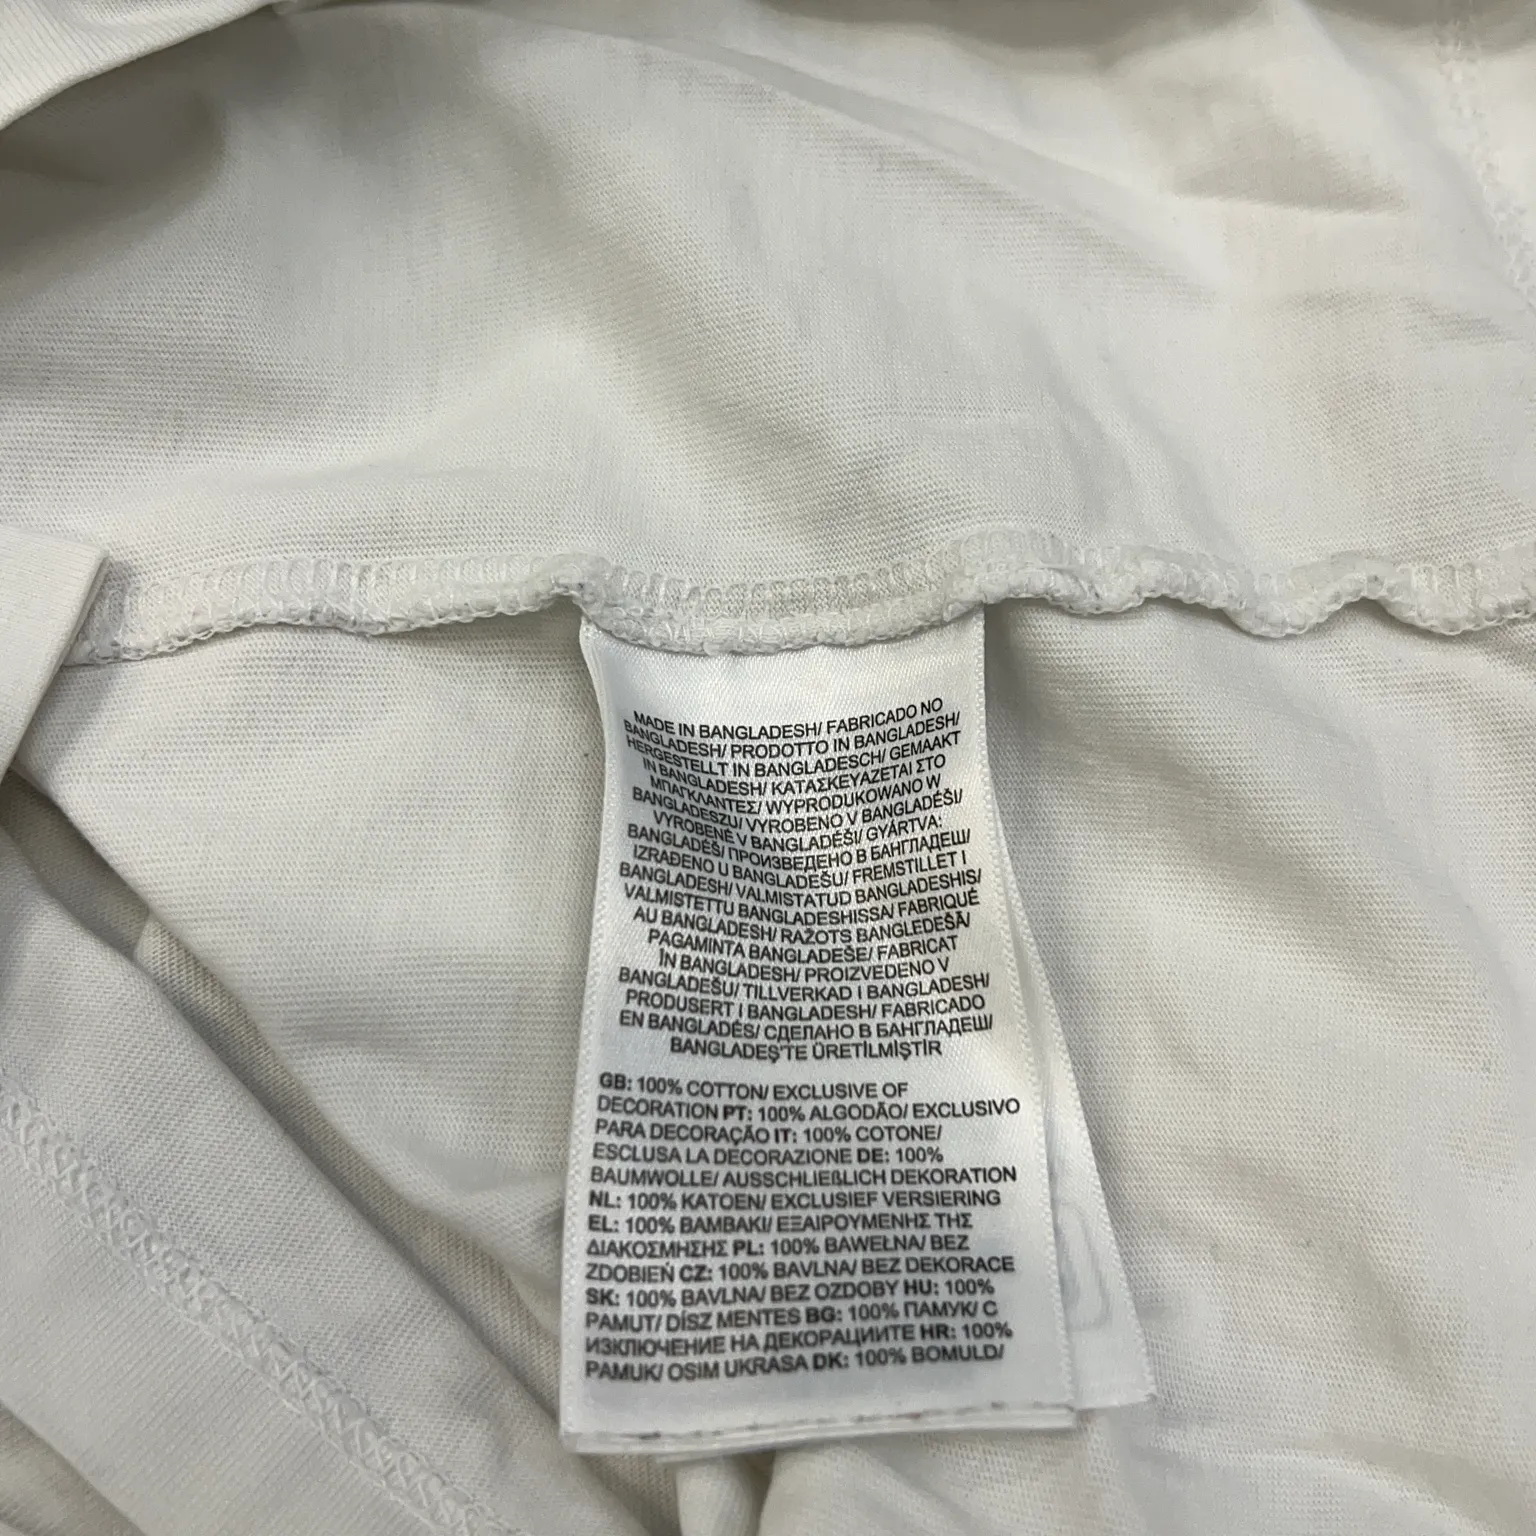 MADE IN BANGLADESH/ FABRICADO NO
BANGLADESH/ PRODOTTO IN BANGLADESH/
HERGESTELLT IN BANGLADESCH/ GEMAAKT
IN BANGLADESH/ ΚΑΤΑΣΚΕΥΑΖΕΤΑΙ ΣΤΟ
ΜΠΑΓΚΛΑΝΤΕΣ/ WYPRODUKOWANO W
BANGLADESZU/ VYROBENO V BANGLADÉŠI/
VYROBENÉ V BANGLADÉŠI/ GYÁRTVA:
BANGLADÉŠ/ ПРОИЗВЕДЕНО В БАНГЛАДЕШ/
IZRAĐENO U BANGLADEŠU/ FREMSTILLET I
BANGLADESH/ VALMISTATUD BANGLADESHIS/
VALMISTETTU BANGLADESHISSA/ FABRIQUÉ
AU BANGLADESH/ RAŽOTS BANGLEDEŠĀ/
PAGAMINTA BANGLADEŠE/ FABRICAT
ÎN BANGLADESH/ PROIZVEDENO V
BANGLADEŠU/ TILLVERKAD I BANGLADESH/
PRODUSERT I BANGLADESH/ FABRICADO
EN BANGLADÉS/ СДЕЛАНО В БАНГЛАДЕШ/
BANGLADEŞ'TE ÜRETİLMİŞTİR
GB: 100% COTTON/ EXCLUSIVE OF
DECORATION PT: 100% ALGODÃO/ EXCLUSIVO
PARA DECORAÇÃO IT: 100% COTONE/
ESCLUSA LA DECORAZIONE DE: 100%
BAUMWOLLE/ AUSSCHLIEßLICH DEKORATION
NL: 100% KATOEN/ EXCLUSIEF VERSIERING
EL: 100% ΒΑΜΒΑΚΙ/ ΕΞΑΙΡΟΥΜΕΝΗΣ ΤΗΣ
ΔΙΑΚΟΣΜΗΣΗΣ PL: 100% BAWEŁNA/ BEZ
ZDOBIEŃ CZ: 100% BAVLNA/ BEZ DEKORACE
SK: 100% BAVLNA/ BEZ OZDOBY HU: 100%
PAMUT/ DÍSZ MENTES BG: 100% ПАМУК/ С
ИЗКЛЮЧЕНИЕ НА ДЕКОРАЦИИТЕ HR: 100%
PAMUK/ OSIM UKRASA DK: 100% BOMULD/